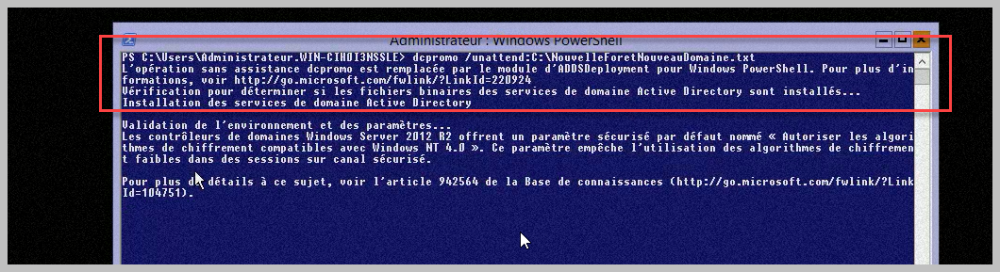 Administrateur : Windows PowerShell
PS C:\Users\Administrateur.WIN-CIHOI3NSSLE> dcpromo /unattend:C:\NouvelleForetNouveauDomaine.txt
L'opération sans assistance dcpromo est remplacée par le module d'ADDSDeployment pour Windows PowerShell. Pour plus d'in
formations, voir http://go.microsoft.com/fwlink/?LinkId=220924
Vérification pour déterminer si les fichiers binaires des services de domaine Active Directory sont installés...
Installation des services de domaine Active Directory
Validation de l'environnement et des paramètres...
Les contrôleurs de domaines Windows Server 2012 R2 offrent un paramètre sécurisé par défaut nommé « Autoriser les algori
thmes de chiffrement compatibles avec Windows NT 4.0 ». Ce paramètre empêche l'utilisation des algorithmes de chiffremen
t faibles dans des sessions sur canal sécurisé.
Pour plus de détails à ce sujet, voir l'article 942564 de la Base de connaissances (http://go.microsoft.com/fwlink/?Link
Id=104751).